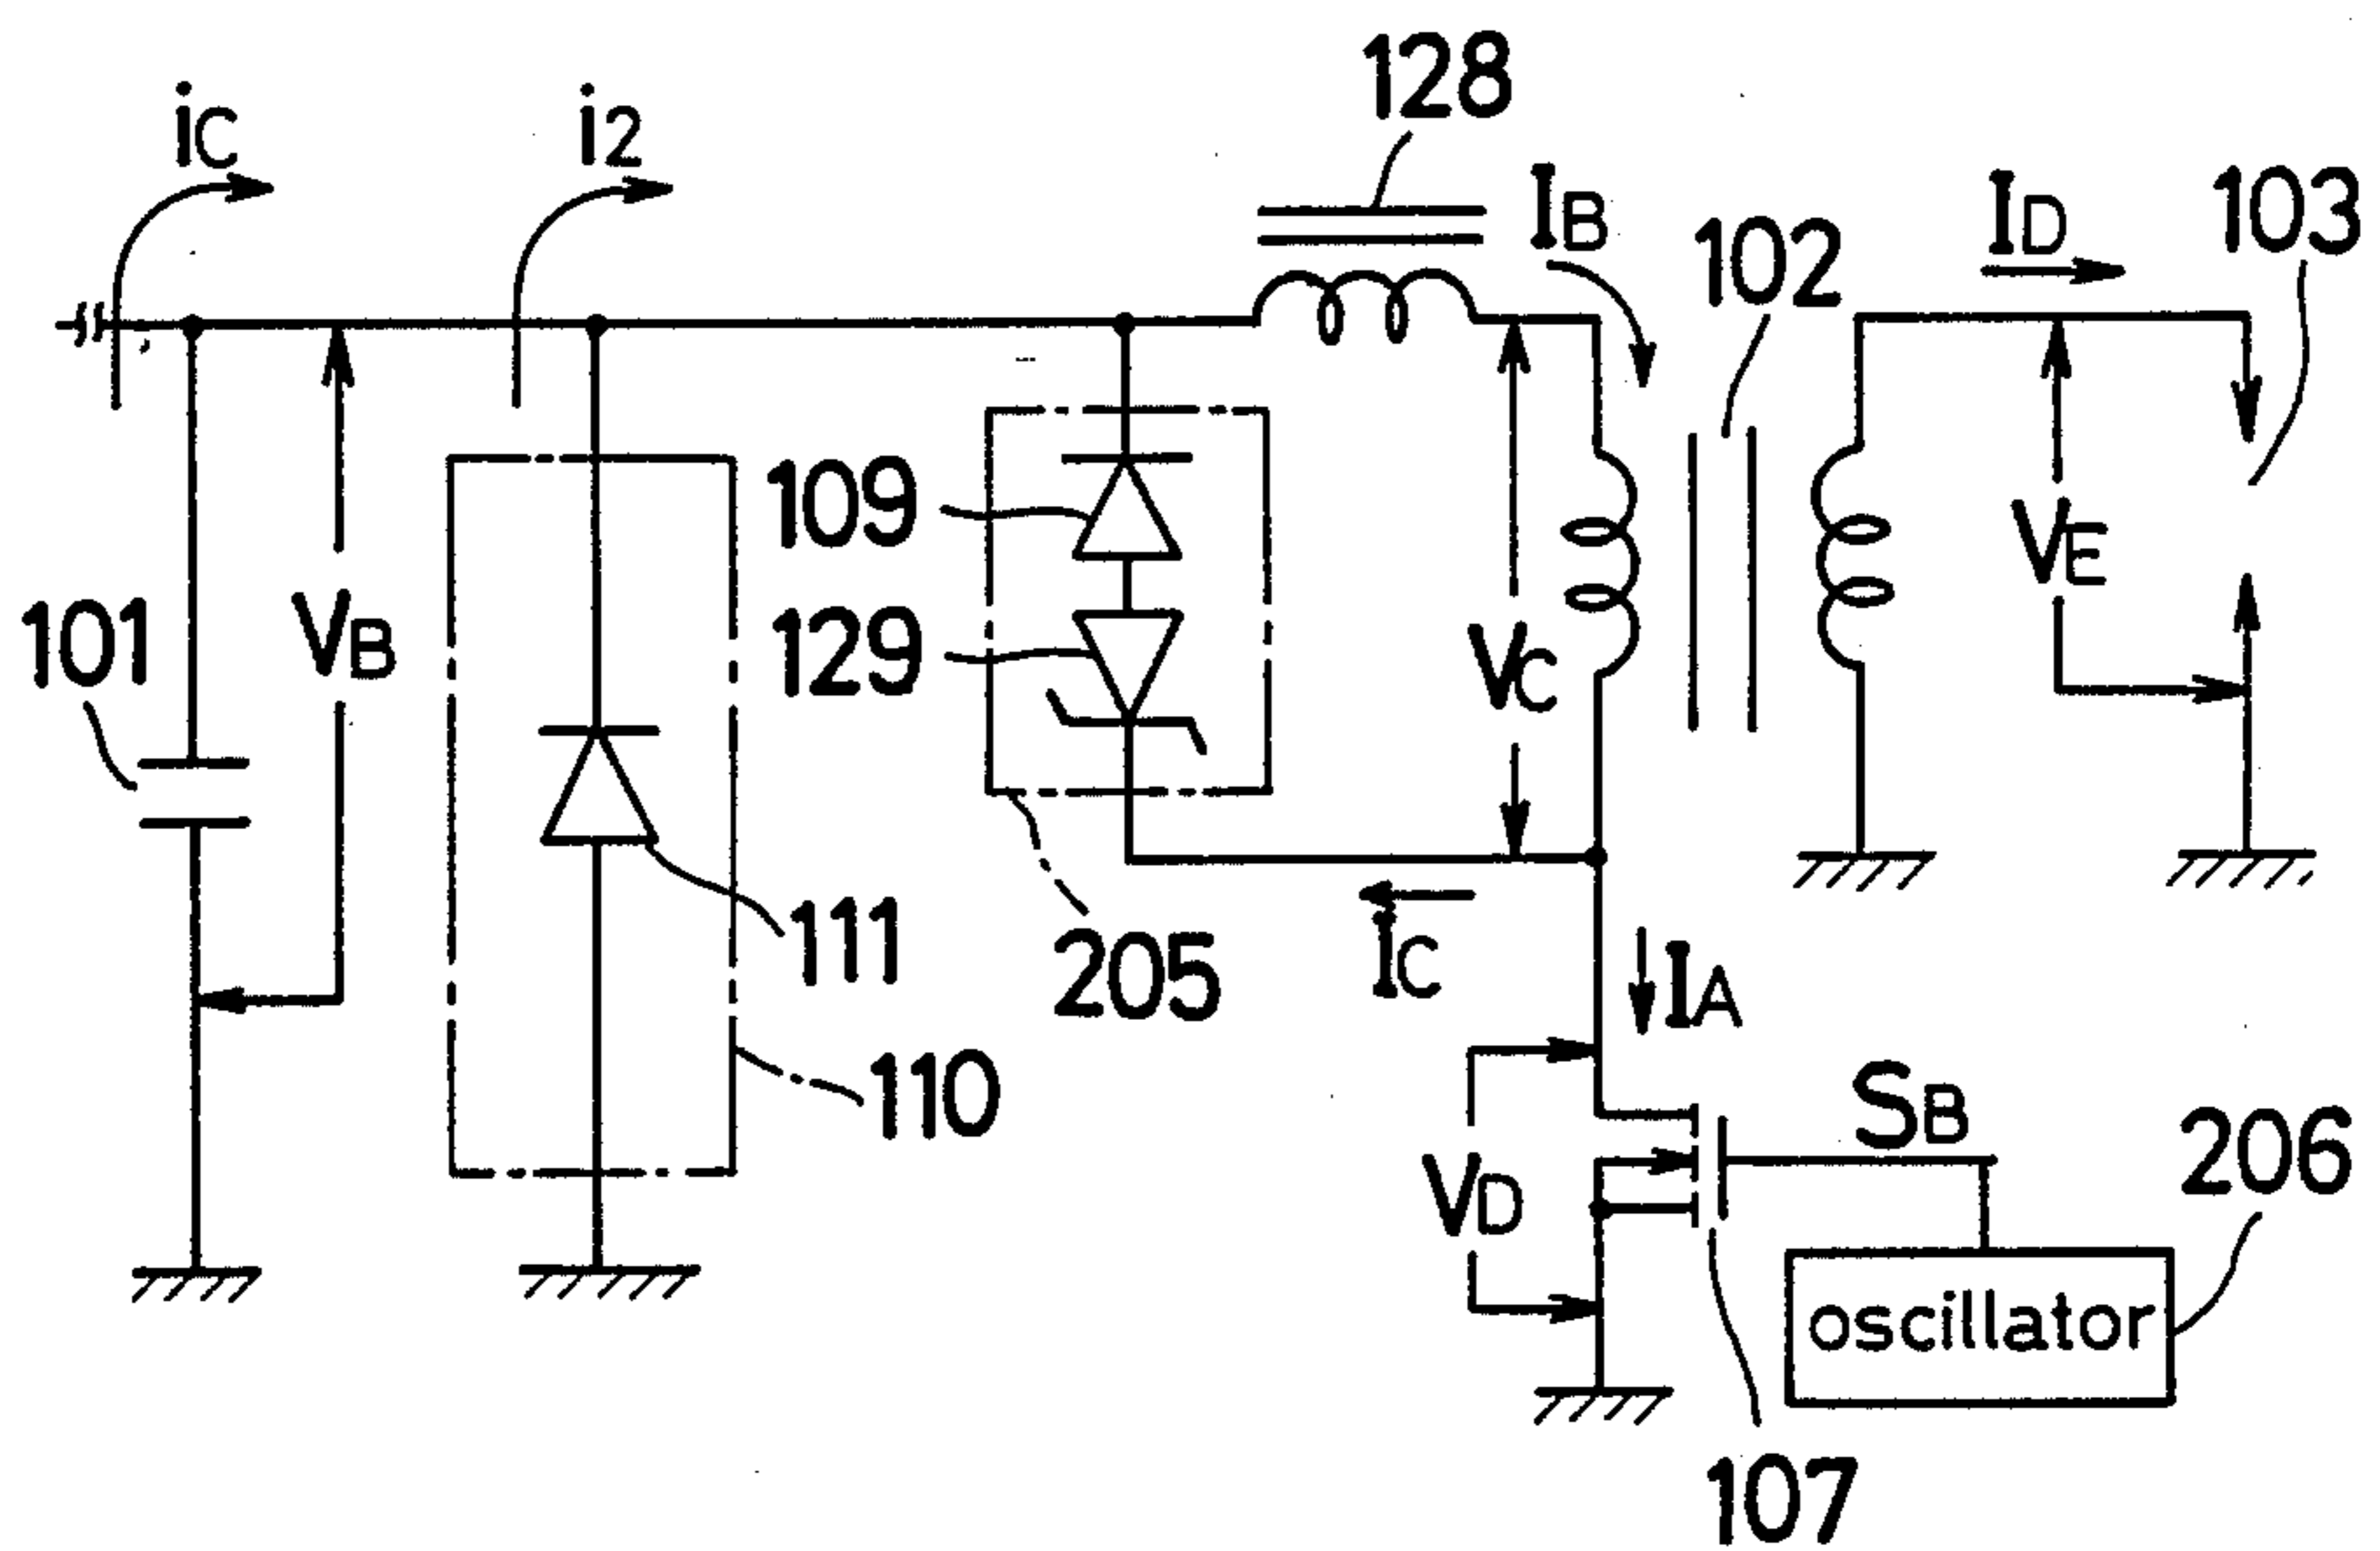 128
iC
i2
IB
102
ID
103
109
129
101
VB
VC
VE
111
205
IC
IA
110
VD
SB
206
oscillator
107